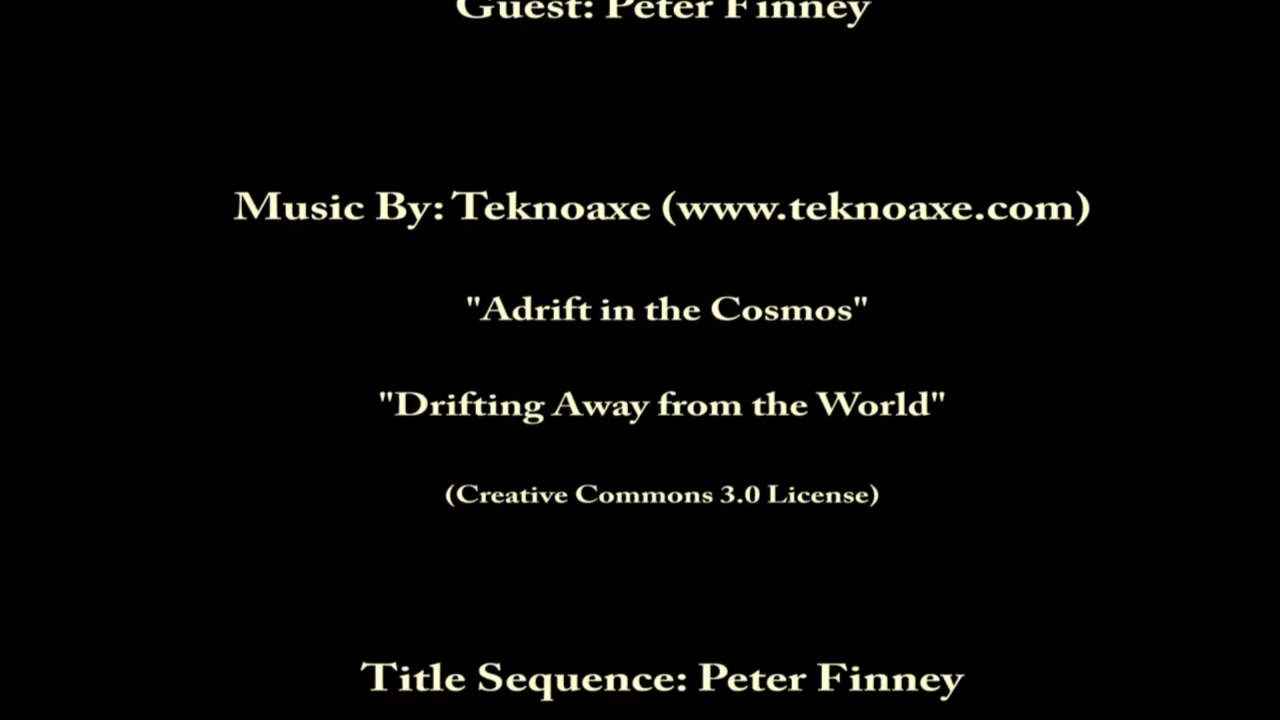 Guest: Peter Finney
Music By: Teknoaxe (www.teknoaxe.com)
"Adrift in the Cosmos"
"Drifting Away from the World"
(Creative Commons 3.0 License)
Title Sequence: Peter Finney